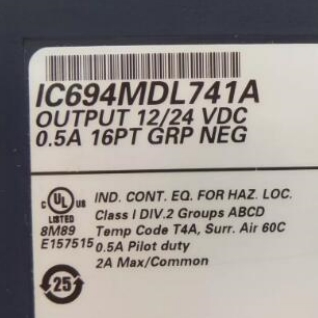 IC694MDL741A
OUTPUT 12/24 VDC
0.5A 16PT GRP NEG
C UL US
LISTED
8M89
E157515
IND. CONT. EQ. FOR HAZ. LOC.
Class I DIV.2 Groups ABCD
Temp Code T4A, Surr. Air 60C
0.5A Pilot duty
2A Max/Common
25